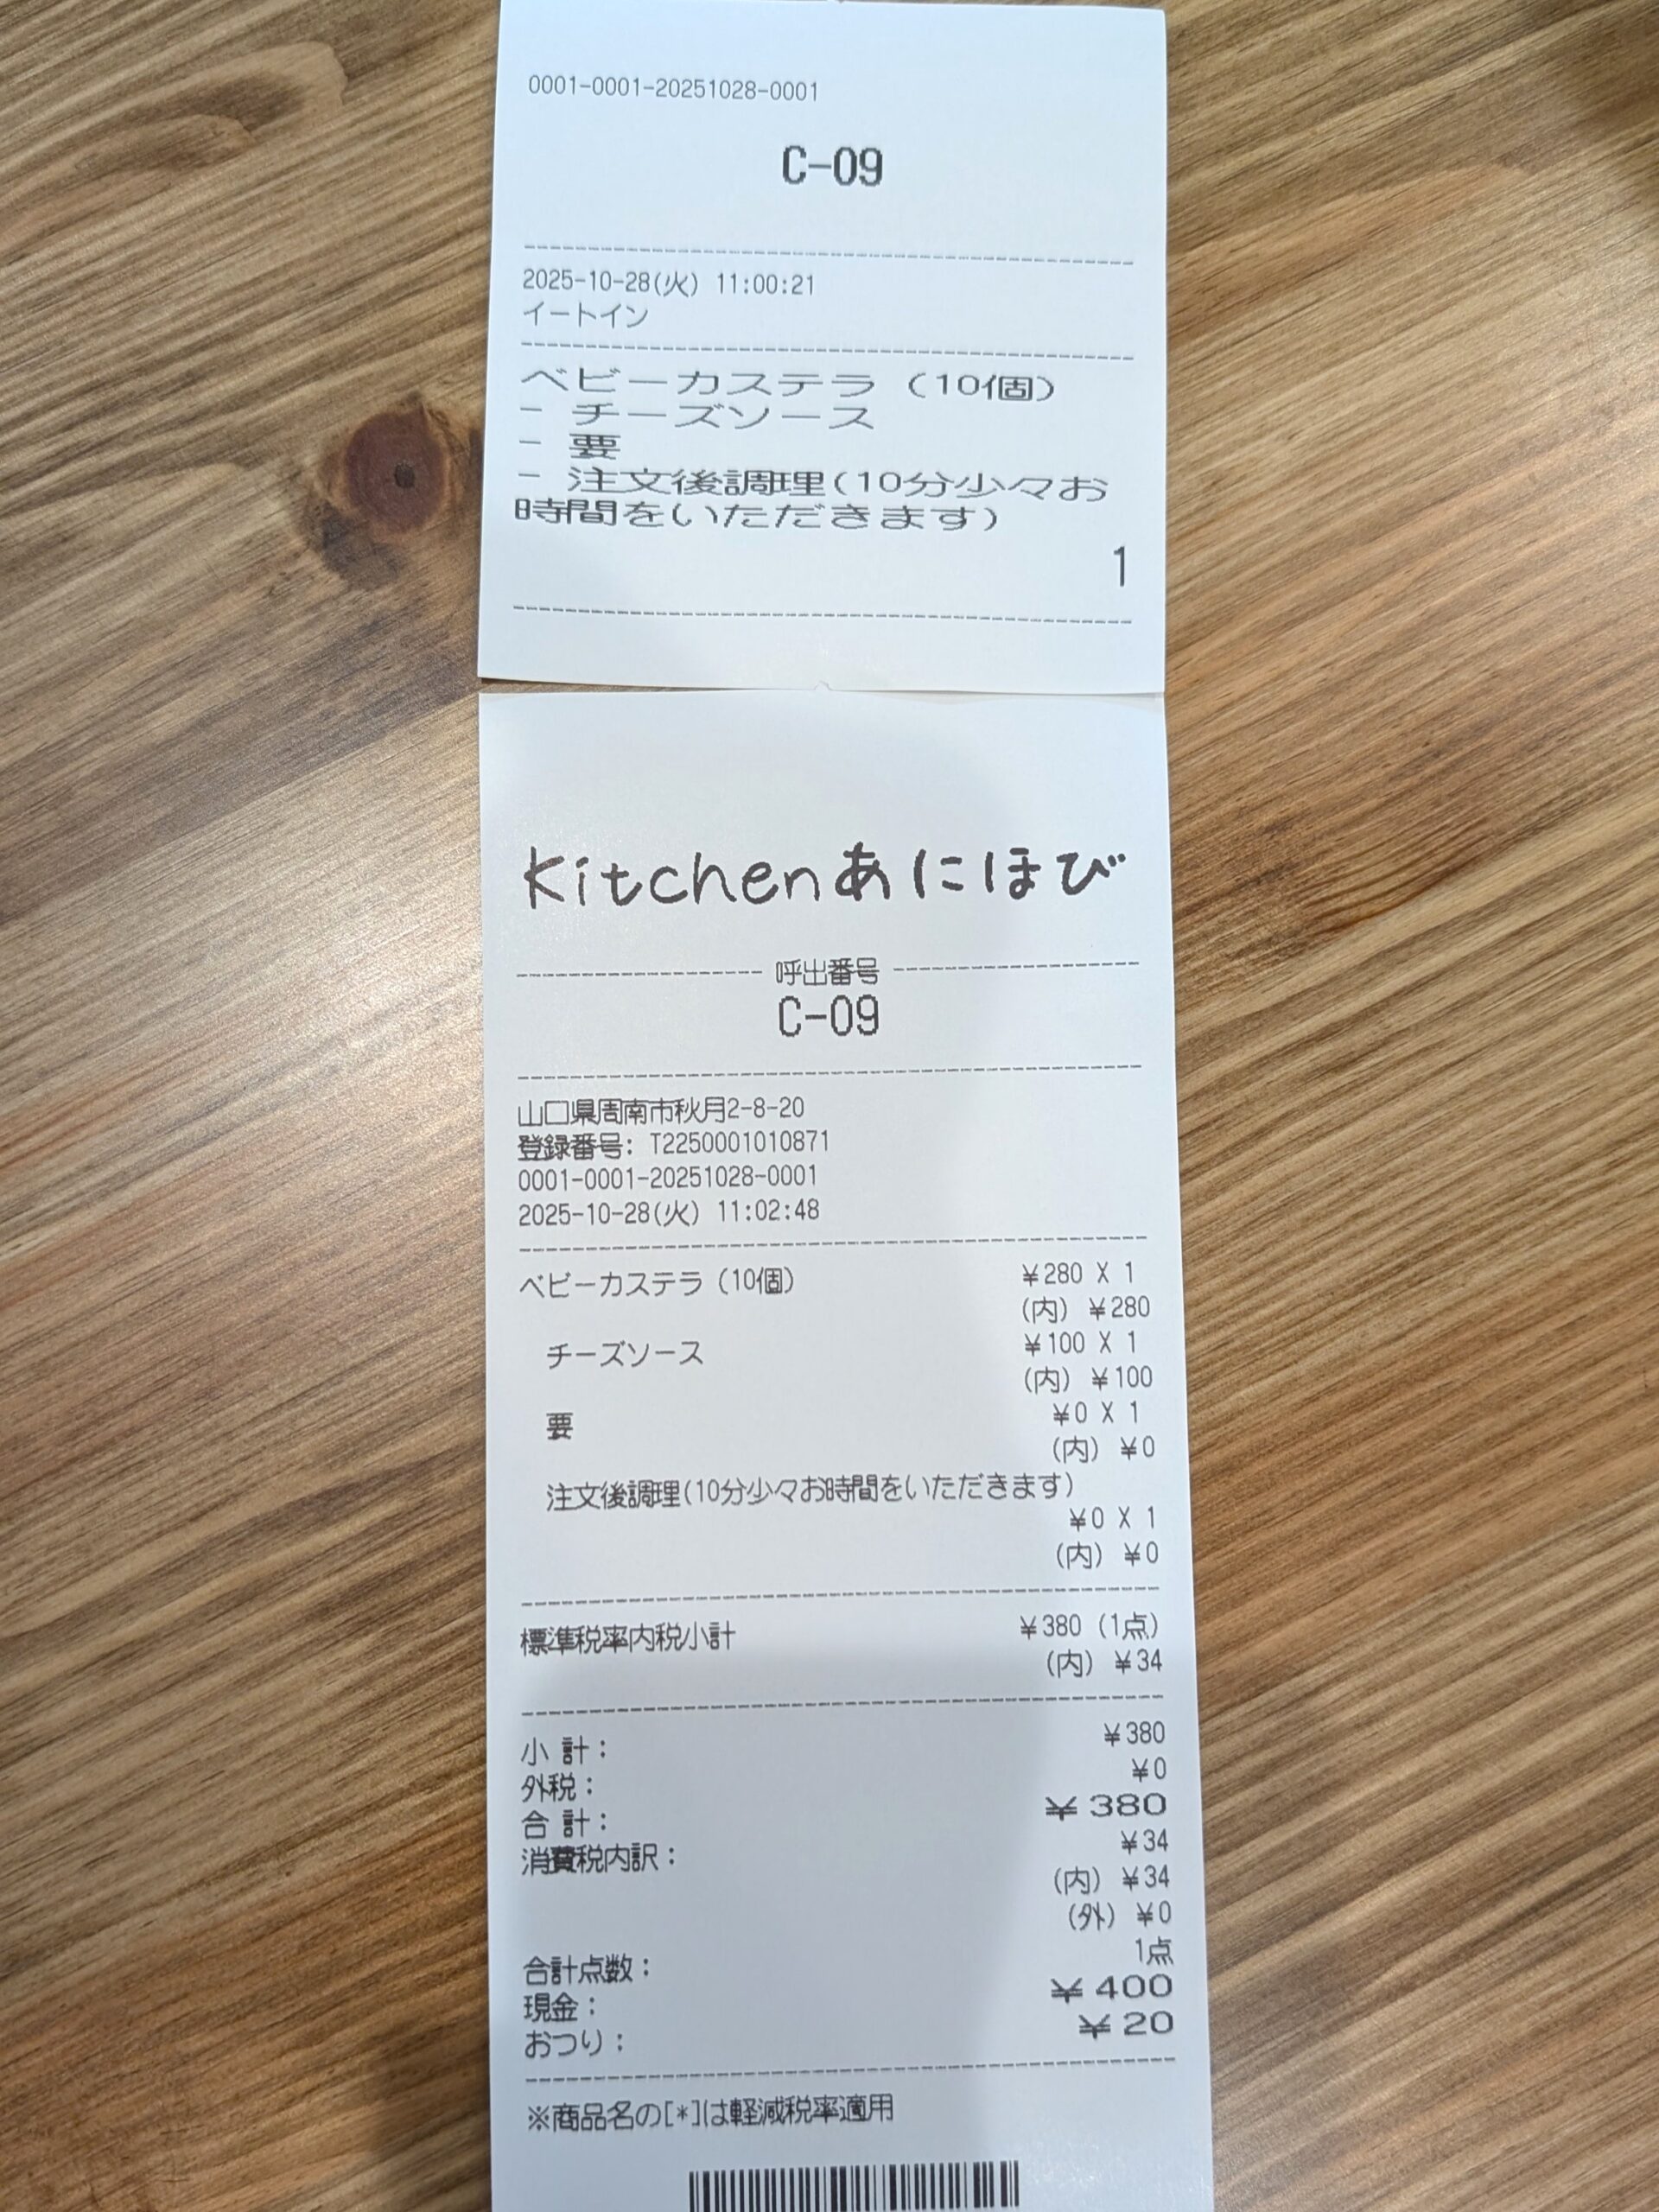 0001-0001-20251028-0001
C-09
2025-10-28(火) 11:00:21
イートイン
ベビーカステラ (10個)
- チーズソース
- 要
- 注文後調理(10分少々お
時間をいただきます)
1
Kitchenあにほび
呼出番号
C-09
山口県周南市秋月2-8-20
登録番号: T2250001010871
0001-0001-20251028-0001
2025-10-28(火) 11:02:48
ベビーカステラ (10個) ¥280 X 1
(内) ¥280
チーズソース ¥100 X 1
(内) ¥100
要 ¥0 X 1
(内) ¥0
注文後調理(10分少々お時間をいただきます)
¥0 X 1
(内) ¥0
標準税率内税小計 ¥380 (1点)
(内) ¥34
小 計: ¥380
外税: ¥0
合 計: ¥380
消費税内訳: ¥34
(内) ¥34
(外) ¥0
合計点数: 1点
現金: ¥400
おつり: ¥20
※商品名の[*]は軽減税率適用